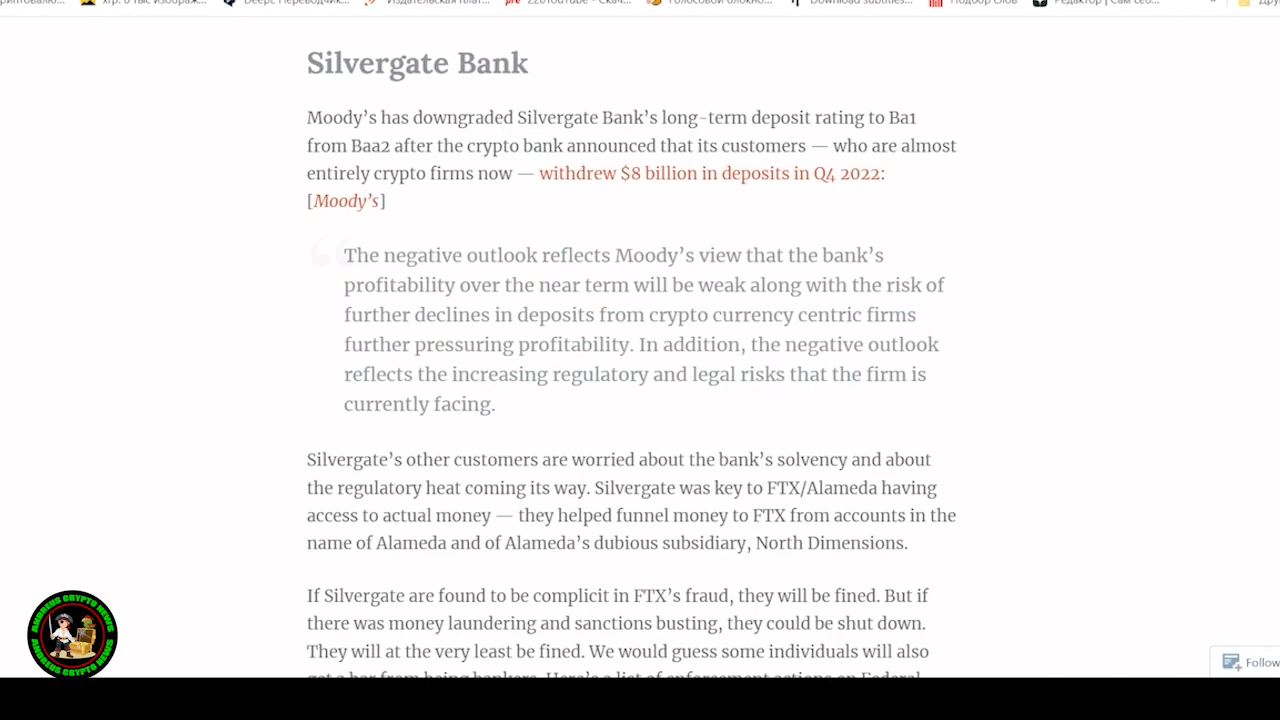 Silvergate Bank
Moody's has downgraded Silvergate Bank's long-term deposit rating to Ba1
from Baa2 after the crypto bank announced that its customers — who are almost
entirely crypto firms now — withdrew $8 billion in deposits in Q4 2022:
[Moody's]
The negative outlook reflects Moody's view that the bank's
profitability over the near term will be weak along with the risk of
further declines in deposits from crypto currency centric firms
further pressuring profitability. In addition, the negative outlook
reflects the increasing regulatory and legal risks that the firm is
currently facing.
Silvergate's other customers are worried about the bank's solvency and about
the regulatory heat coming its way. Silvergate was key to FTX/Alameda having
access to actual money — they helped funnel money to FTX from accounts in the
name of Alameda and of Alameda's dubious subsidiary, North Dimensions.
If Silvergate are found to be complicit in FTX's fraud, they will be fined. But if
there was money laundering and sanctions busting, they could be shut down.
They will at the very least be fined. We would guess some individuals will also
ANDREUS CRYPTO NEWS
ANDREUS CRYPTO NEWS
Follow